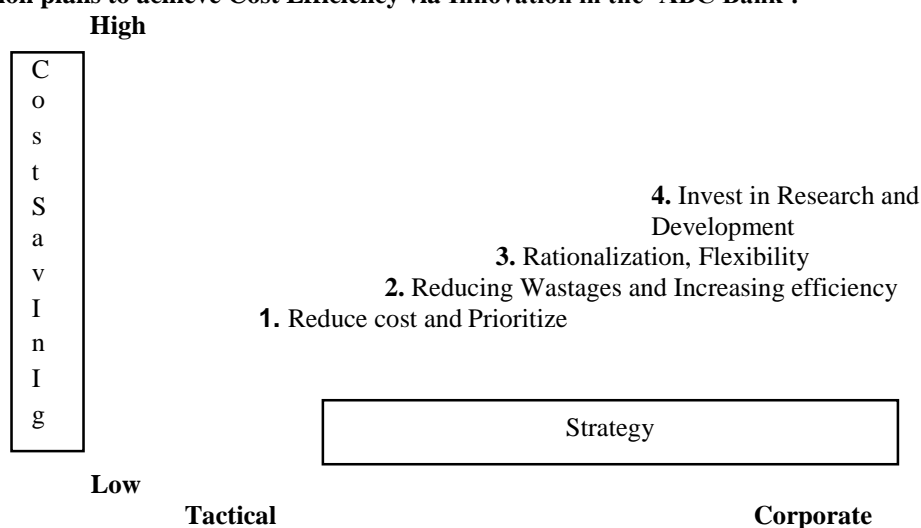 ion plans to achieve Cost Efficiency via Innovation in the ‘ABC Bank’.
High
C
o
s
t
S
a
v
I
n
I
g
4. Invest in Research and
Development
3. Rationalization, Flexibility
2. Reducing Wastages and Increasing efficiency
1. Reduce cost and Prioritize
Strategy
Low
Tactical Corporate